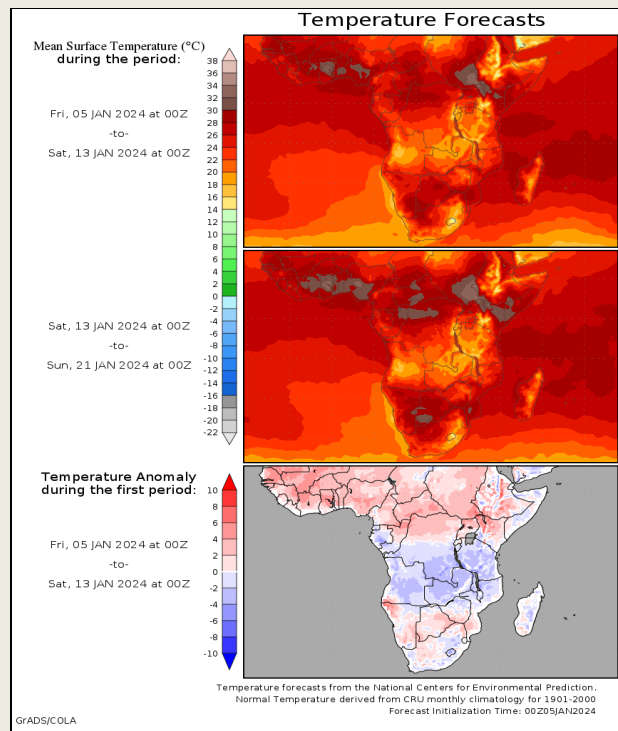 Temperature Forecasts
Mean Surface Temperature (°C)
during the period:
Fri, 05 JAN 2024 at 00Z
-to-
Sat, 13 JAN 2024 at 00Z
38
36
34
32
30
28
26
24
22
20
18
16
14
12
10
8
6
4
2
0
-2
-4
-6
-8
-10
-12
-14
-16
-18
-20
-22
Sat, 13 JAN 2024 at 00Z
-to-
Sun, 21 JAN 2024 at 00Z
Temperature Anomaly
during the first period:
Fri, 05 JAN 2024 at 00Z
-to-
Sat, 13 JAN 2024 at 00Z
10
8
6
4
2
0
-2
-4
-6
-8
-10
Temperature forecasts from the National Centers for Environmental Prediction.
Normal Temperature derived from CRU monthly climatology for 1901-2000
Forecast Initialization Time: 00Z05JAN2024
GrADS/COLA